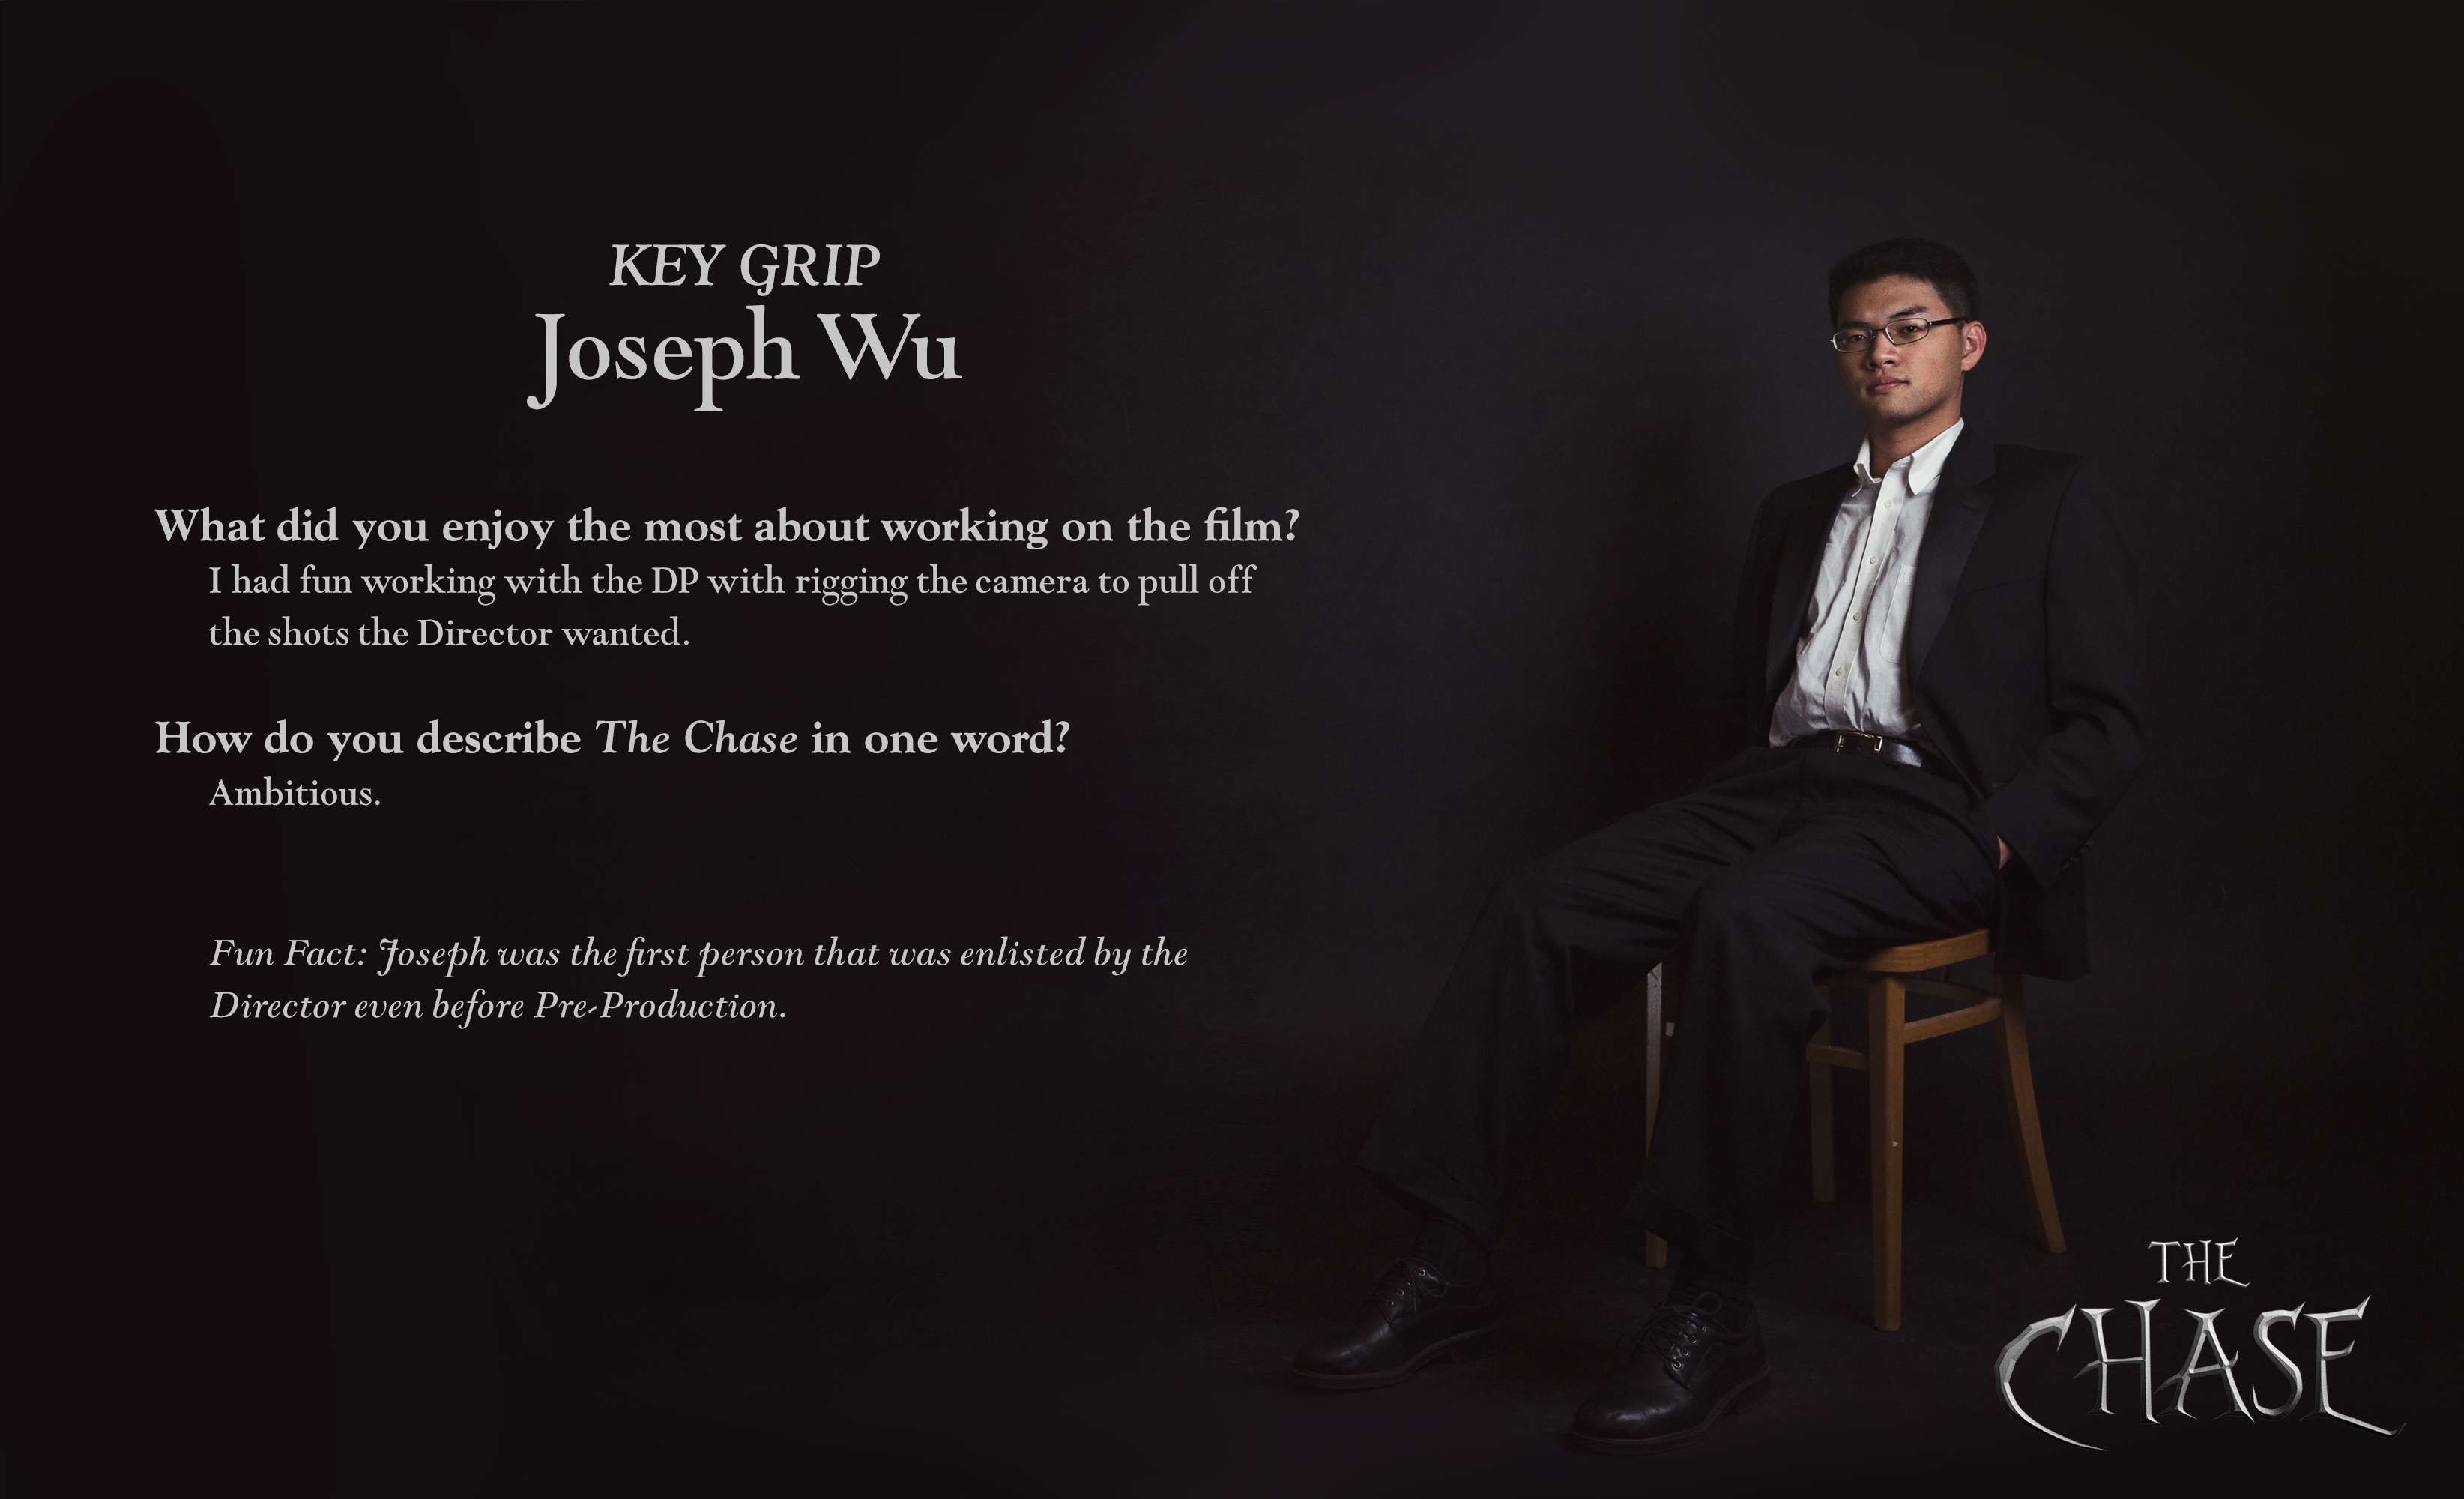 KEY GRIP
Joseph Wu
What did you enjoy the most about working on the film?
I had fun working with the DP with rigging the camera to pull off
the shots the Director wanted.
How do you describe The Chase in one word?
Ambitious.
Fun Fact: Joseph was the first person that was enlisted by the
Director even before Pre-Production.
THE
CHASE